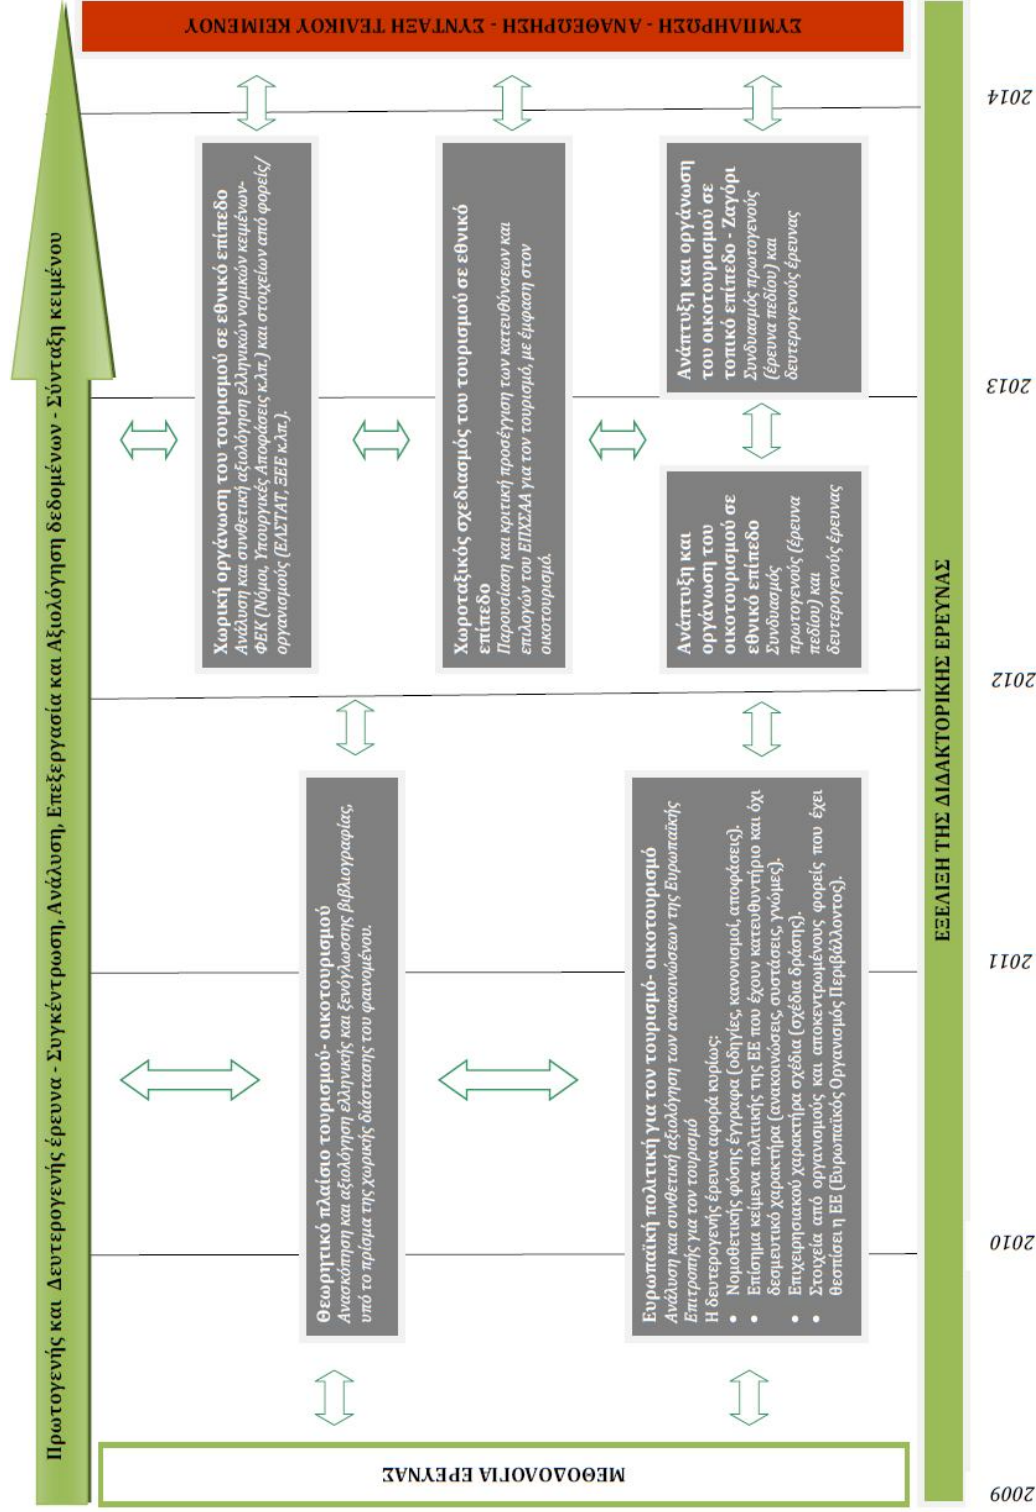 Πρωτογενής και Δευτερογενής έρευνα - Συγκέντρωση, Ανάλυση, Επεξεργασία και Αξιολόγηση δεδομένων - Σύνταξη κειμένου
ΜΕΘΟΔΟΛΟΓΙΑ ΕΡΕΥΝΑΣ
Θεωρητικό πλαίσιο τουρισμού- οικοτουρισμού
Ανασκόπηση και αξιολόγηση ελληνικής και ξενόγλωσσης βιβλιογραφίας,
υπό το πρίσμα της χωρικής διάστασης του φαινομένου.
Ευρωπαϊκή πολιτική για τον τουρισμό- οικοτουρισμό
Ανάλυση και συνθετική αξιολόγηση των ανακοινώσεων της Ευρωπαϊκής
Επιτροπής για τον τουρισμό
Η δευτερογενής έρευνα αφορά κυρίως:
• Νομοθετικής φύσης έγγραφα (οδηγίες, κανονισμοί, αποφάσεις).
• Επίσημα κείμενα πολιτικής της ΕΕ που έχουν κατευθυντήριο και όχι
δεσμευτικό χαρακτήρα (ανακοινώσεις, συστάσεις, γνώμες).
• Επιχειρησιακού χαρακτήρα σχέδια (σχέδια δράσης).
• Στοιχεία από οργανισμούς και αποκεντρωμένους φορείς που έχει
θεσπίσει η ΕΕ (Ευρωπαϊκός Οργανισμός Περιβάλλοντος).
Χωρική οργάνωση του τουρισμού σε εθνικό επίπεδο
Ανάλυση και συνθετική αξιολόγηση ελληνικών νομικών κειμένων-
ΦΕΚ (Νόμοι, Υπουργικές Αποφάσεις κ.λπ.) και στοιχείων από φορείς/
οργανισμούς (ΕΛΣΤΑΤ, ΞΕΕ κ.λπ.).
Χωροταξικός σχεδιασμός του τουρισμού σε εθνικό
επίπεδο
Παρουσίαση και κριτική προσέγγιση των κατευθύνσεων και
επιλογών του ΕΠΧΣΑΑ για τον τουρισμό, με έμφαση στον
οικοτουρισμό.
Ανάπτυξη και
οργάνωση του
οικοτουρισμού σε
εθνικό επίπεδο
Συνδυασμός
πρωτογενούς (έρευνα
πεδίου) και
δευτερογενούς έρευνας
Ανάπτυξη και οργάνωση
του οικοτουρισμού σε
τοπικό επίπεδο - Ζαγόρι
Συνδυασμός πρωτογενούς
(έρευνα πεδίου) και
δευτερογενούς έρευνας
ΣΥΜΠΛΗΡΩΣΗ - ΑΝΑΘΕΩΡΗΣΗ - ΣΥΝΤΑΞΗ ΤΕΛΙΚΟΥ ΚΕΙΜΕΝΟΥ
ΕΞΕΛΙΞΗ ΤΗΣ ΔΙΔΑΚΤΟΡΙΚΗΣ ΕΡΕΥΝΑΣ
2009
2010
2011
2012
2013
2014